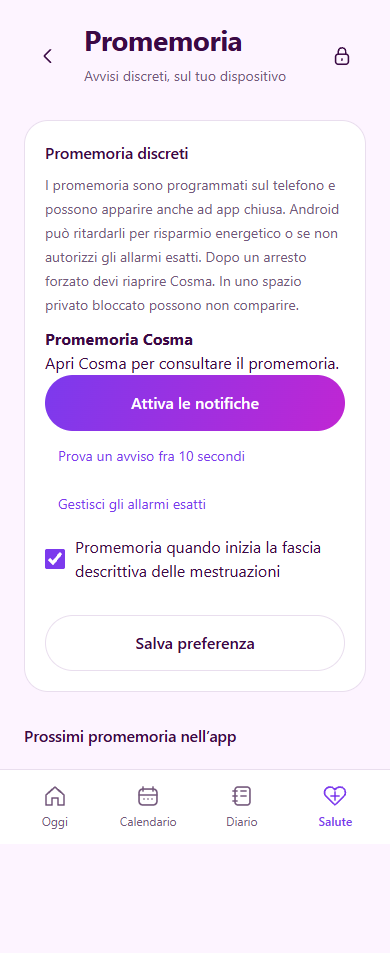 Promemoria
Avvisi discreti, sul tuo dispositivo
Promemoria discreti
I promemoria sono programmati sul telefono e
possono apparire anche ad app chiusa. Android
può ritardarli per risparmio energetico o se non
autorizzi gli allarmi esatti. Dopo un arresto
forzato devi riaprire Cosma. In uno spazio
privato bloccato possono non comparire.
Promemoria Cosma
Apri Cosma per consultare il promemoria.
Attiva le notifiche
Prova un avviso fra 10 secondi
Gestisci gli allarmi esatti
Promemoria quando inizia la fascia
descrittiva delle mestruazioni
Salva preferenza
Prossimi promemoria nell’app
Oggi
Calendario
Diario
Salute